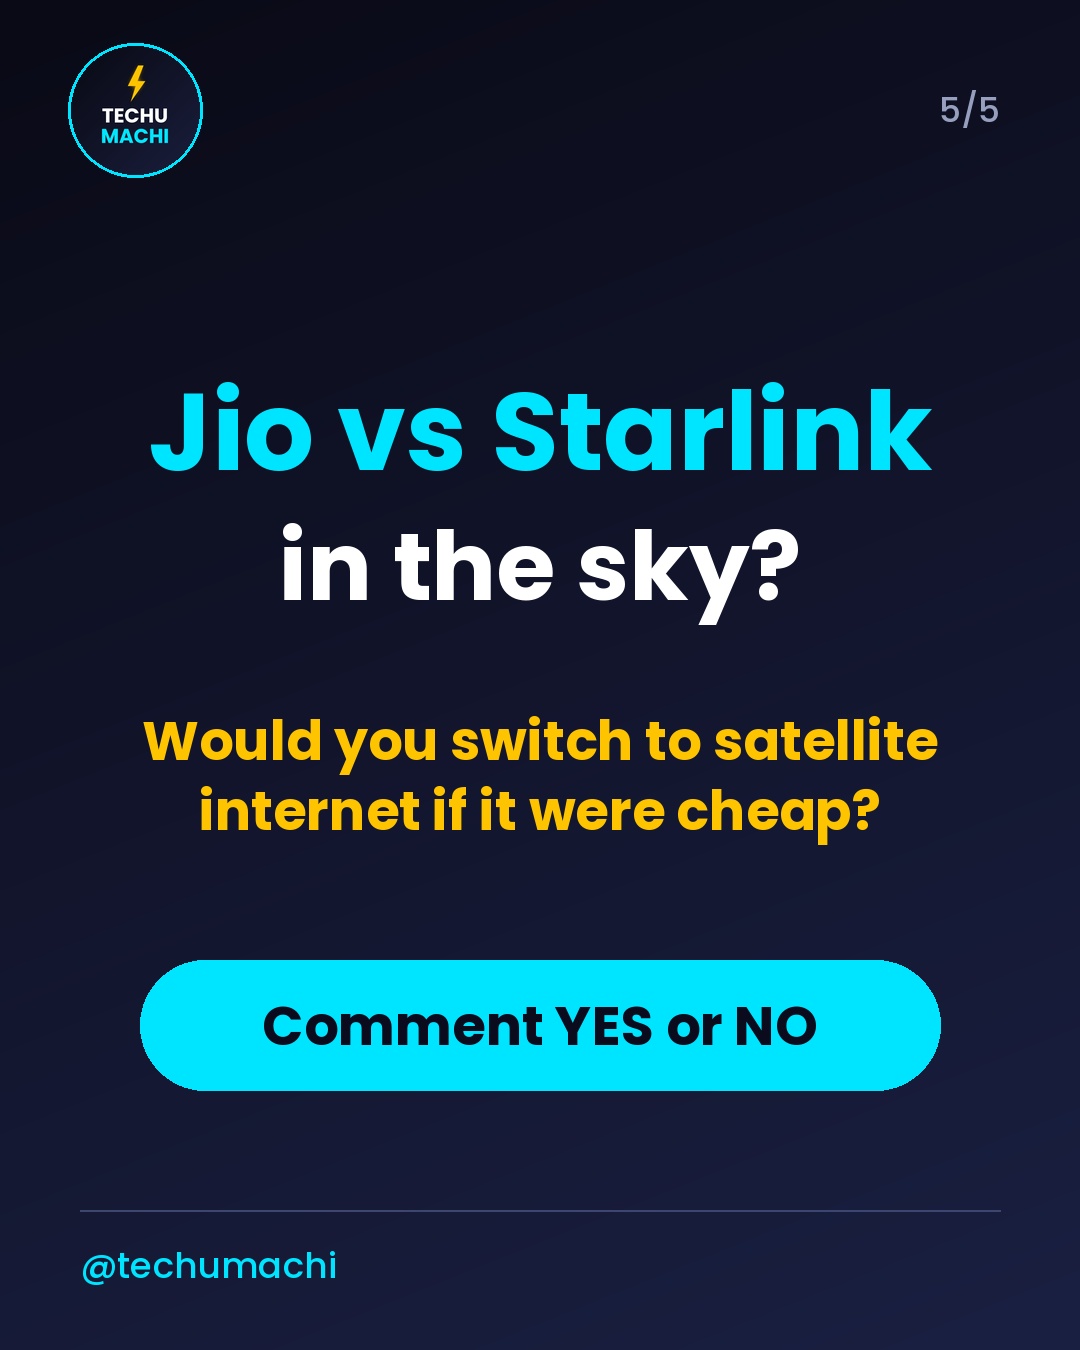 TECHU
MACHI
5/5
Jio vs Starlink
in the sky?
Would you switch to satellite
internet if it were cheap?
Comment YES or NO
@techumachi